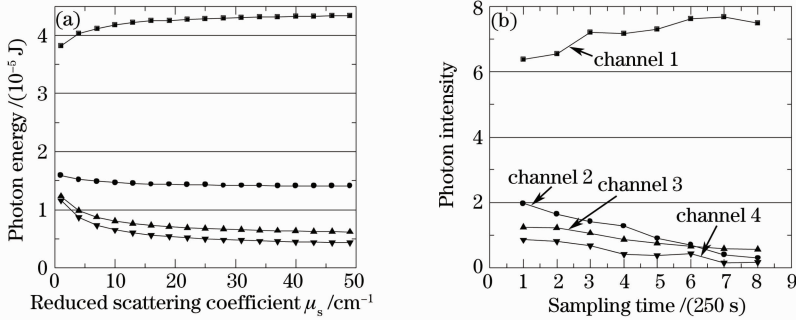 (a)
4
3
2
1
0
0
10
20
30
40
50
Photon energy /(10⁻⁵ J)
Reduced scattering coefficient μs /cm⁻¹
(b)
8
6
4
2
0
0
1
2
3
4
5
6
7
8
9
Photon intensity
Sampling time /(250 s)
channel 1
channel 2
channel 3
channel 4